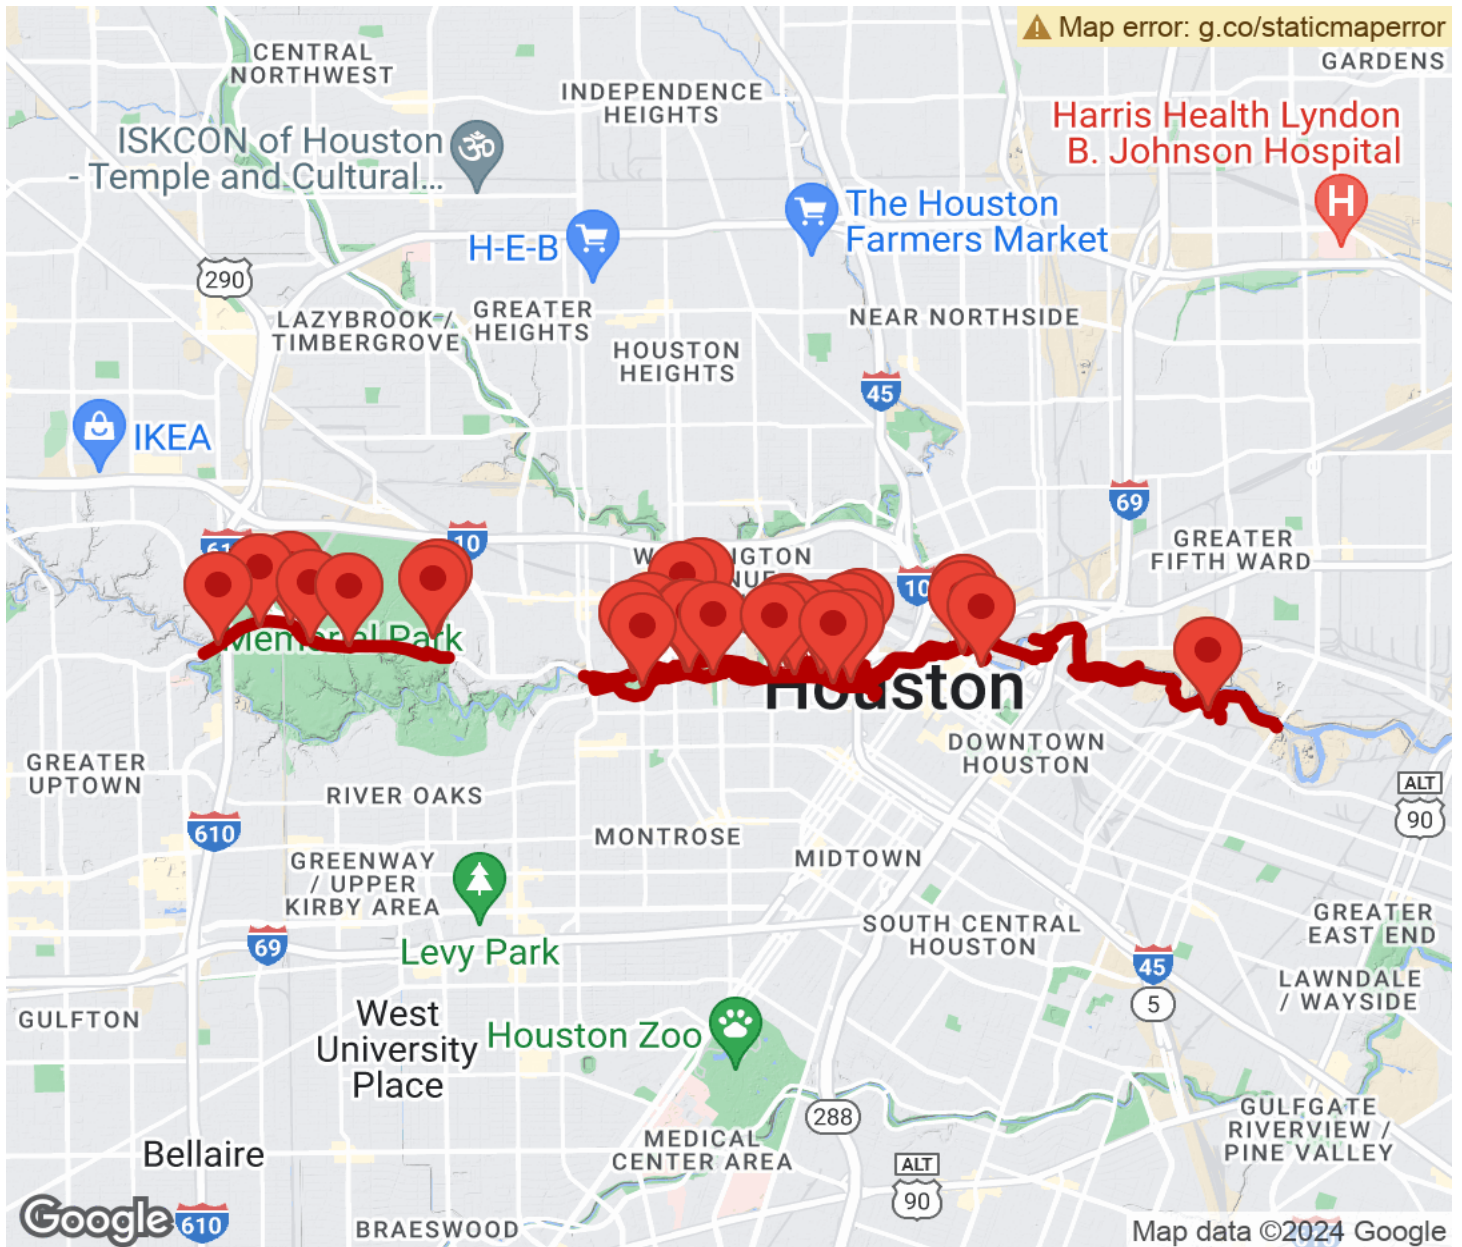 Map error: g.co/staticmaperror
CENTRAL
NORTHWEST
GARDENS
INDEPENDENCE
HEIGHTS
Harris Health Lyndon
B. Johnson Hospital
ISKCON of Houston
- Temple and Cultural...
H
The Houston
Farmers Market
H-E-B
290
GREATER
HEIGHTS
LAZYBROOK /
TIMBERGROVE
NEAR NORTHSIDE
HOUSTON
HEIGHTS
45
IKEA
69
10
GREATER
FIFTH WARD
10
Memorial Park
Houston
DOWNTOWN
HOUSTON
GREATER
UPTOWN
RIVER OAKS
ALT
90
610
MONTROSE
MIDTOWN
GREENWAY
/ UPPER
KIRBY AREA
SOUTH CENTRAL
HOUSTON
GREATER
EAST END
69
Levy Park
45
LAWNDALE
/ WAYSIDE
5
GULFTON
West
University
Place
Houston Zoo
288
GULFGATE
RIVERVIEW /
PINE VALLEY
MEDICAL
CENTER AREA
Bellaire
ALT
90
Google
610
BRAESWOOD
Map data ©2024 Google